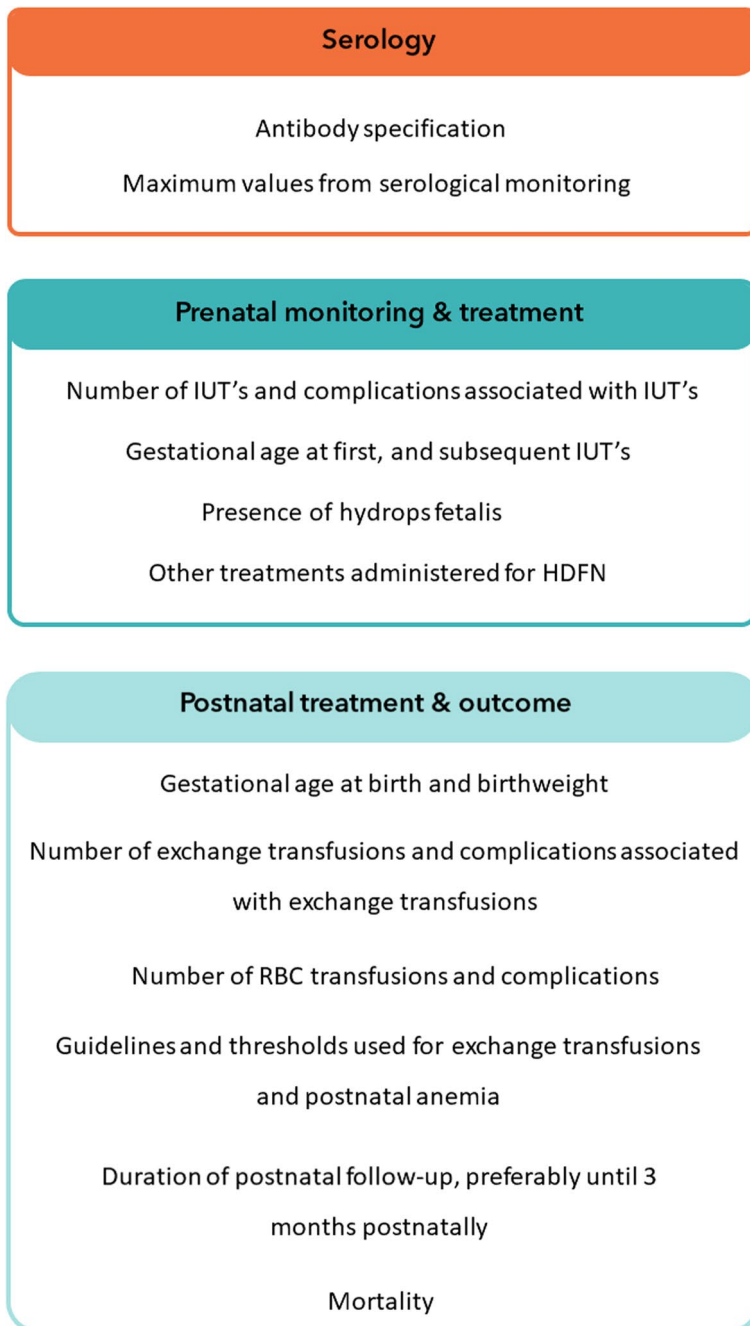 Serology
Antibody specification
Maximum values from serological monitoring
Prenatal monitoring & treatment
Number of IUT's and complications associated with IUT's
Gestational age at first, and subsequent IUT's
Presence of hydrops fetalis
Other treatments administered for HDFN
Postnatal treatment & outcome
Gestational age at birth and birthweight
Number of exchange transfusions and complications associated
with exchange transfusions
Number of RBC transfusions and complications
Guidelines and thresholds used for exchange transfusions
and postnatal anemia
Duration of postnatal follow-up, preferably until 3
months postnatally
Mortality